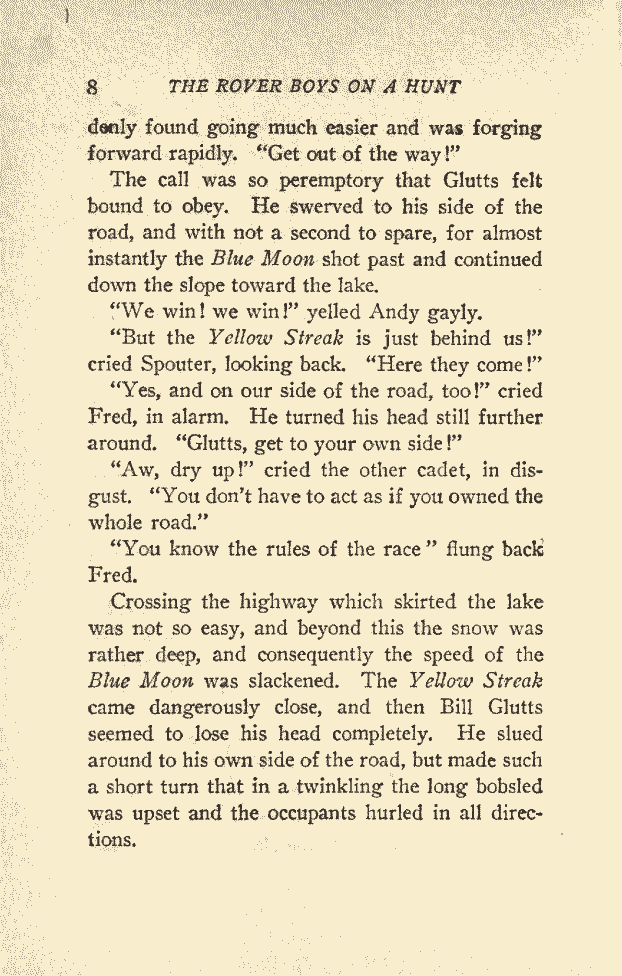 8 THE ROVER BOYS ON A HUNT
denly found going much easier and was forging
forward rapidly. “Get out of the way!”
The call was so peremptory that Glutts felt
bound to obey. He swerved to his side of the
road, and with not a second to spare, for almost
instantly the Blue Moon shot past and continued
down the slope toward the lake.
“We win! we win!” yelled Andy gayly.
“But the Yellow Streak is just behind us!”
cried Spouter, looking back. “Here they come!”
“Yes, and on our side of the road, too!” cried
Fred, in alarm. He turned his head still further
around. “Glutts, get to your own side!”
“Aw, dry up!” cried the other cadet, in dis-
gust. “You don’t have to act as if you owned the
whole road.”
“You know the rules of the race” flung back
Fred.
Crossing the highway which skirted the lake
was not so easy, and beyond this the snow was
rather deep, and consequently the speed of the
Blue Moon was slackened. The Yellow Streak
came dangerously close, and then Bill Glutts
seemed to lose his head completely. He slued
around to his own side of the road, but made such
a short turn that in a twinkling the long bobsled
was upset and the occupants hurled in all direc-
tions.